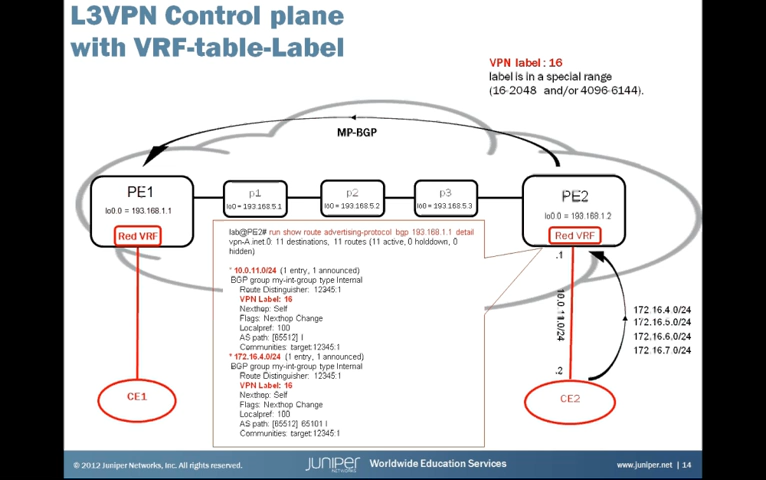 L3VPN Control plane
with VRF-table-Label
VPN label : 16
label is in a special range
(16-2048 and/or 4096-6144).
MP-BGP
PE1
lo0.0 = 193.168.1.1
Red VRF
p1
lo0 = 193.168.5.1
p2
lo0 = 193.168.5.2
p3
lo0 = 193.168.5.3
PE2
lo0.0 = 193.168.1.2
Red VRF
lab@PE2# run show route advertising-protocol bgp 193.168.1.1 detail
vpn-A inet.0: 11 destinations, 11 routes (11 active, 0 holddown, 0
hidden)
* 10.0.11.0/24 (1 entry, 1 announced)
BGP group my-int-group type Internal
Route Distinguisher: 12345:1
VPN Label: 16
Nexthop: Self
Flags: Nexthop Change
Localpref: 100
AS path: [65512] I
Communities: target:12345:1
* 172.16.4.0/24 (1 entry, 1 announced)
BGP group my-int-group type Internal
Route Distinguisher: 12345:1
VPN Label: 16
Nexthop: Self
Flags: Nexthop Change
Localpref: 100
AS path: [65512] 65101 I
Communities: target:12345:1
.1
10.0.11.0/24
.2
172.16.4.0/24
172.16.5.0/24
172.16.6.0/24
172.16.7.0/24
CE1
CE2
© 2012 Juniper Networks, Inc. All rights reserved.
JUNIPER
NETWORKS
Worldwide Education Services
www.juniper.net | 14